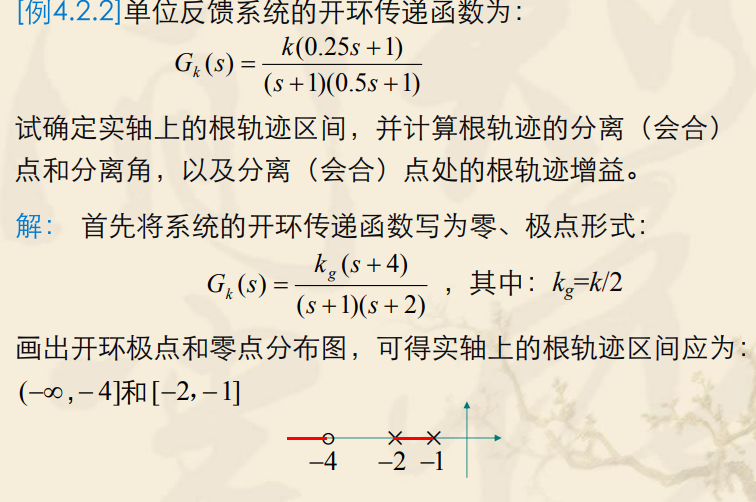 [例4.2.2]单位反馈系统的开环传递函数为：
G_k(s) = k(0.25s+1) / (s+1)(0.5s+1)
试确定实轴上的根轨迹区间，并计算根轨迹的分离（会合）
点和分离角，以及分离（会合）点处的根轨迹增益。
解： 首先将系统的开环传递函数写为零、极点形式：
G_k(s) = k_g(s+4) / (s+1)(s+2) ，其中：k_g=k/2
画出开环极点和零点分布图，可得实轴上的根轨迹区间应为：
(−∞,−4]和[−2,−1]
−4 −2 −1